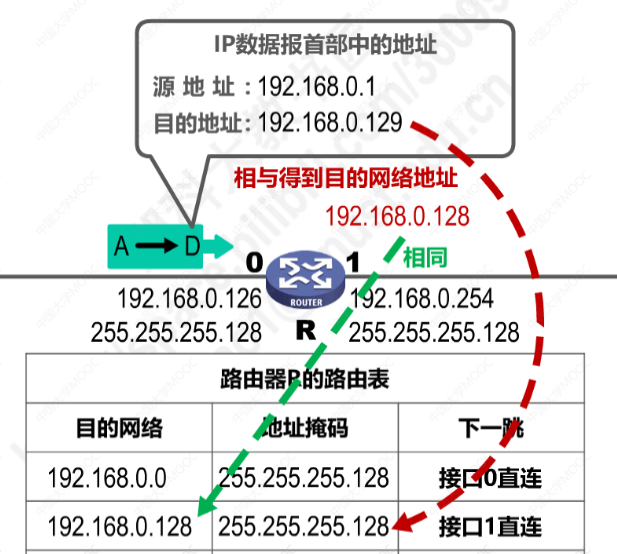 IP数据报首部中的地址
源 地 址 : 192.168.0.1
目的地址: 192.168.0.129
相与得到目的网络地址
192.168.0.128
A D
0 1 相同
ROUTER
192.168.0.126 192.168.0.254
255.255.255.128 R 255.255.255.128
路由器R的路由表
目的网络 地址掩码 下一跳
192.168.0.0 255.255.255.128 接口0直连
192.168.0.128 255.255.255.128 接口1直连